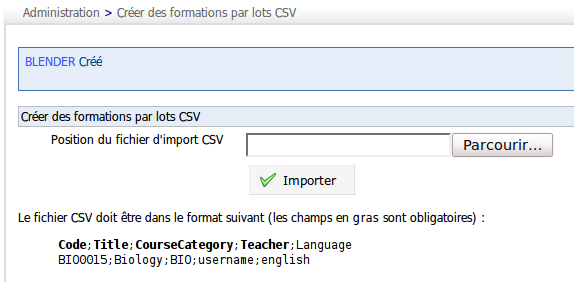 Administration > Créer des formations par lots CSV
BLENDER Créé
Créer des formations par lots CSV
Position du fichier d'import CSV
Parcourir...
Importer
Le fichier CSV doit être dans le format suivant (les champs en gras sont obligatoires) :
Code;Title;CourseCategory;Teacher;Language
BIO0015;Biology;BIO;username;english